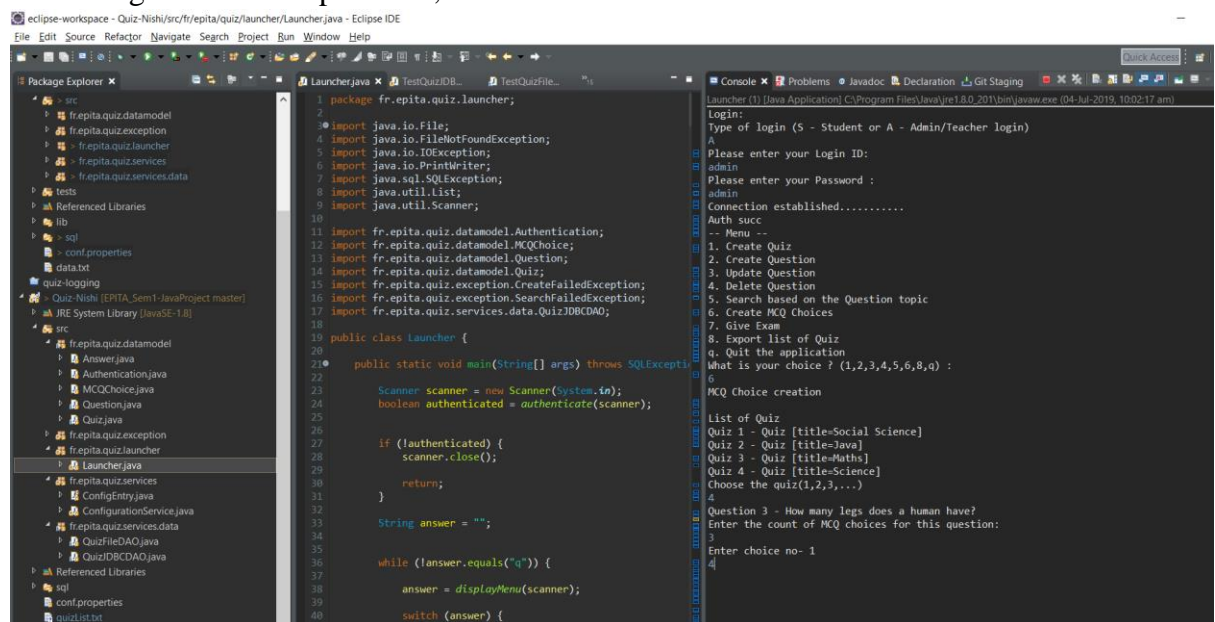 eclipse-workspace - Quiz-Nishi/src/fr/epita/quiz/launcher/Launcher.java - Eclipse IDE
File Edit Source Refactor Navigate Search Project Run Window Help
Quick Access
Package Explorer
> src
fr.epita.quiz.datamodel
fr.epita.quiz.exception
> fr.epita.quiz.launcher
> fr.epita.quiz.services
> fr.epita.quiz.services.data
tests
Referenced Libraries
lib
> sql
> conf.properties
data.txt
quiz-logging
> Quiz-Nishi [EPITA_Sem1-JavaProject master]
JRE System Library [JavaSE-1.8]
src
fr.epita.quiz.datamodel
Answer.java
Authentication.java
MCQChoice.java
Question.java
Quiz.java
fr.epita.quiz.exception
fr.epita.quiz.launcher
Launcher.java
fr.epita.quiz.services
ConfigEntry.java
ConfigurationService.java
fr.epita.quiz.services.data
QuizFileDAO.java
QuizJDBCDAO.java
Referenced Libraries
sql
conf.properties
quizList.txt
Launcher.java TestQuizJDB... TestQuizFile... »15
1 package fr.epita.quiz.launcher;
2
3 import java.io.File;
4 import java.io.FileNotFoundException;
5 import java.io.IOException;
6 import java.io.PrintWriter;
7 import java.sql.SQLException;
8 import java.util.List;
9 import java.util.Scanner;
10
11 import fr.epita.quiz.datamodel.Authentication;
12 import fr.epita.quiz.datamodel.MCQChoice;
13 import fr.epita.quiz.datamodel.Question;
14 import fr.epita.quiz.datamodel.Quiz;
15 import fr.epita.quiz.exception.CreateFailedException;
16 import fr.epita.quiz.exception.SearchFailedException;
17 import fr.epita.quiz.services.data.QuizJDBCDAO;
18
19 public class Launcher {
20
21 public static void main(String[] args) throws SQLExcepti
22
23 Scanner scanner = new Scanner(System.in);
24 boolean authenticated = authenticate(scanner);
25
26
27 if (!authenticated) {
28 scanner.close();
29
30 return;
31 }
32
33 String answer = "";
34
35
36 while (!answer.equals("q")) {
37
38 answer = displayMenu(scanner);
39
40 switch (answer) {
Console Problems Javadoc Declaration Git Staging
Launcher (1) [Java Application] C:\Program Files\Java\jre1.8.0_201\bin\javaw.exe (04-Jul-2019, 10:02:17 am)
Login:
Type of login (S - Student or A - Admin/Teacher login)
A
Please enter your Login ID:
admin
Please enter your Password :
admin
Connection established...........
Auth succ
-- Menu --
1. Create Quiz
2. Create Question
3. Update Question
4. Delete Question
5. Search based on the Question topic
6. Create MCQ Choices
7. Give Exam
8. Export list of Quiz
q. Quit the application
What is your choice ? (1,2,3,4,5,6,8,q) :
6
MCQ Choice creation
List of Quiz
Quiz 1 - Quiz [title=Social Science]
Quiz 2 - Quiz [title=Java]
Quiz 3 - Quiz [title=Maths]
Quiz 4 - Quiz [title=Science]
Choose the quiz(1,2,3,...)
4
Question 3 - How many legs does a human have?
Enter the count of MCQ choices for this question:
3
Enter choice no- 1
4